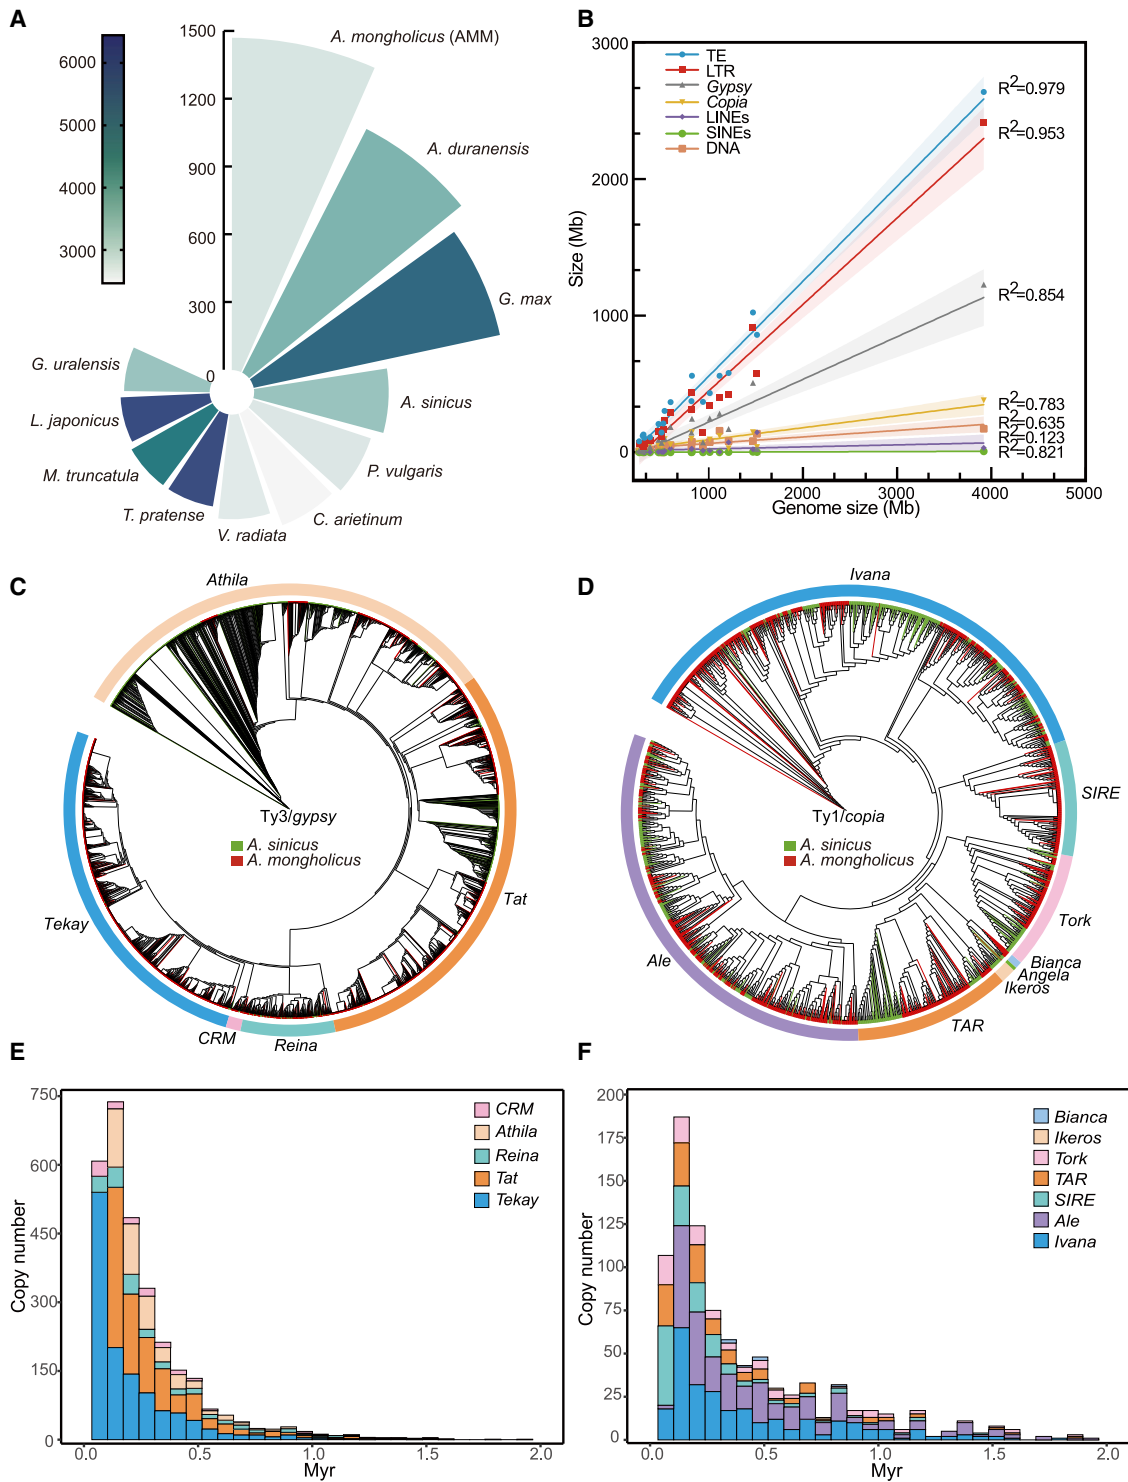 A
6000
5000
4000
3000
1500
1200
900
600
300
0
A. mongholicus (AMM)
A. duranensis
G. max
A. sinicus
P. vulgaris
C. arietinum
V. radiata
T. pratense
M. truncatula
L. japonicus
G. uralensis
B
3000
2000
1000
0
Size (Mb)
TE
LTR
Gypsy
Copia
LINEs
SINEs
DNA
R2=0.979
R2=0.953
R2=0.854
R2=0.783
R2=0.635
R2=0.123
R2=0.821
1000 2000 3000 4000 5000
Genome size (Mb)
C
Athila
Tat
Reina
CRM
Tekay
Ty3/gypsy
A. sinicus
A. mongholicus
D
Ivana
SIRE
Tork
Bianca
Angela
Ikeros
TAR
Ale
Ty1/copia
A. sinicus
A. mongholicus
E
750
600
450
300
150
0
Copy number
CRM
Athila
Reina
Tat
Tekay
0.0 0.5 1.0 1.5 2.0
Myr
F
200
175
150
125
100
75
50
25
0
Copy number
Bianca
Ikeros
Tork
TAR
SIRE
Ale
Ivana
0.0 0.5 1.0 1.5 2.0
Myr